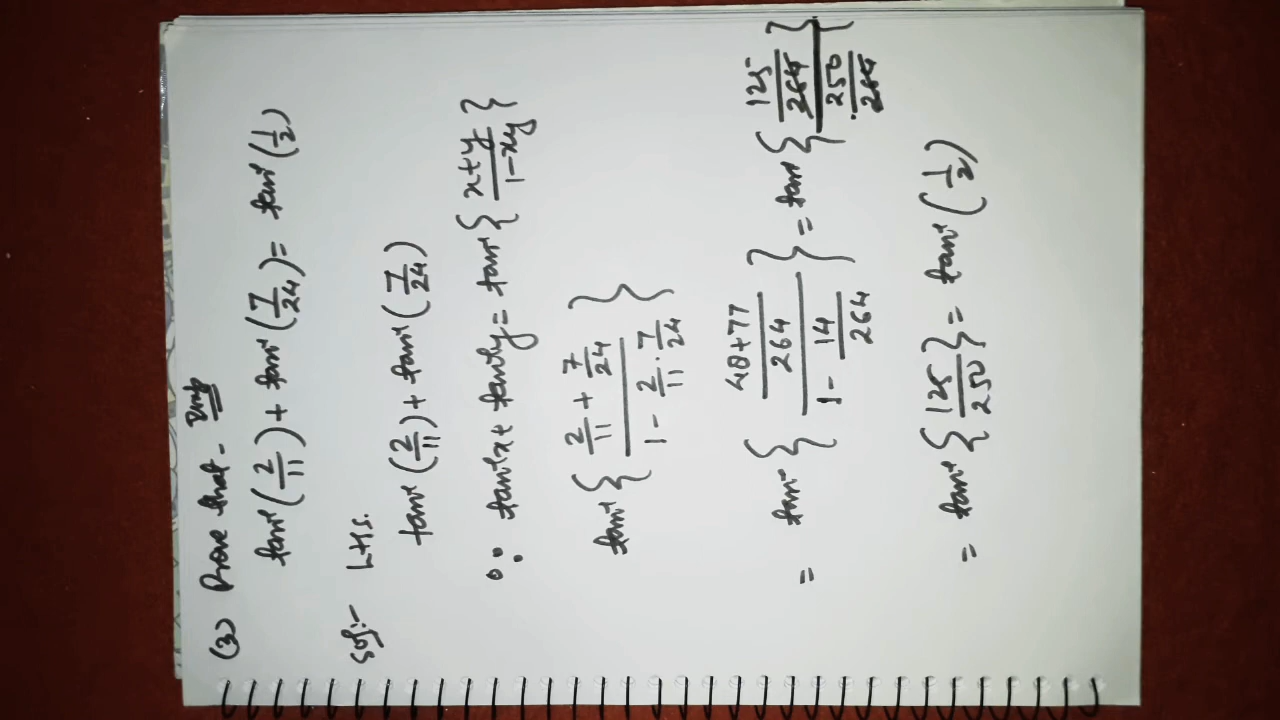 (3) Prove that - Imp
tan⁻¹(2/11) + tan⁻¹(7/24) = tan⁻¹(1/2)
Sol:- LHS.
tan⁻¹(2/11) + tan⁻¹(7/24)
∵ tan⁻¹x + tan⁻¹y = tan⁻¹{(x+y)/(1-xy)}
tan⁻¹{(2/11 + 7/24)/(1 - 2/11 · 7/24)}
= tan⁻¹{((48+77)/264)/(1 - 14/264)} = tan⁻¹{(125/264)/(250/264)}
= tan⁻¹{125/250} = tan⁻¹(1/2)